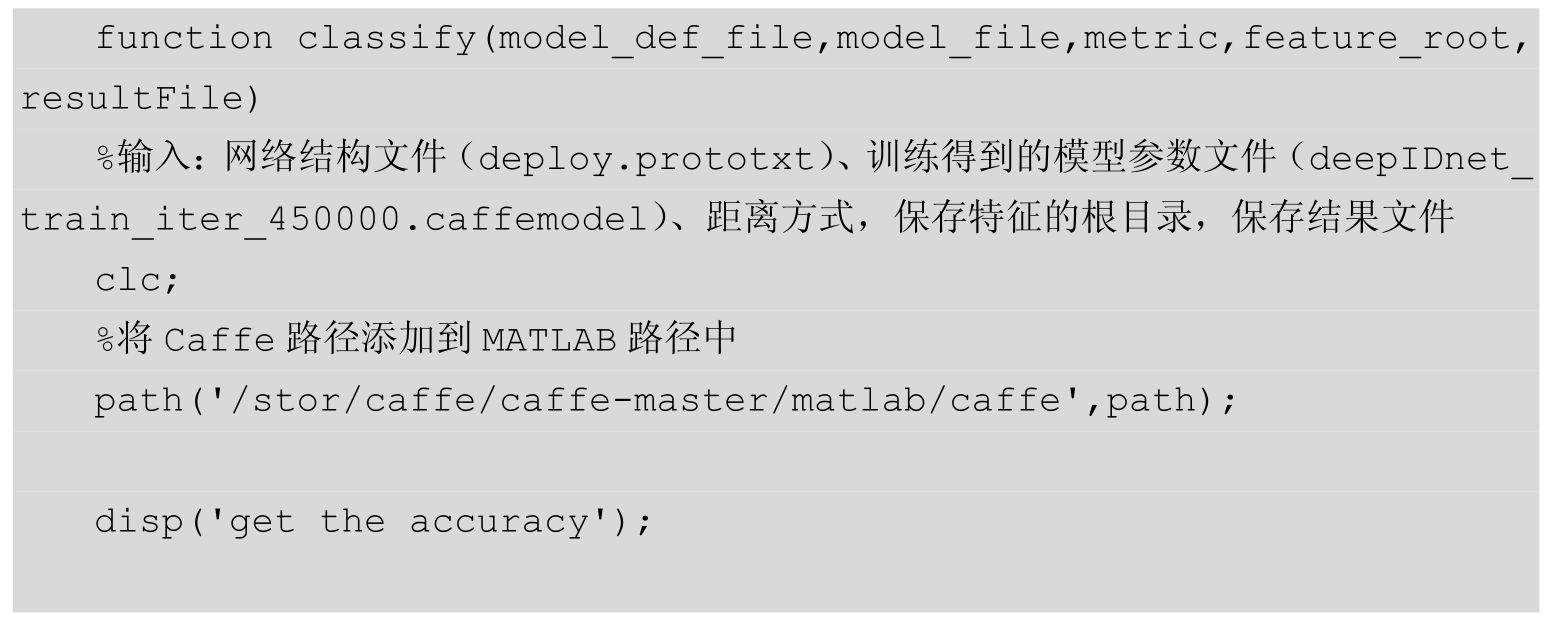 function classify(model_def_file,model_file,metric,feature_root,
resultFile)
%输入：网络结构文件（deploy.prototxt）、训练得到的模型参数文件（deepIDnet_
train_iter_450000.caffemodel）、距离方式，保存特征的根目录，保存结果文件
clc;
%将 Caffe 路径添加到 MATLAB 路径中
path('/stor/caffe/caffe-master/matlab/caffe',path);
disp('get the accuracy');